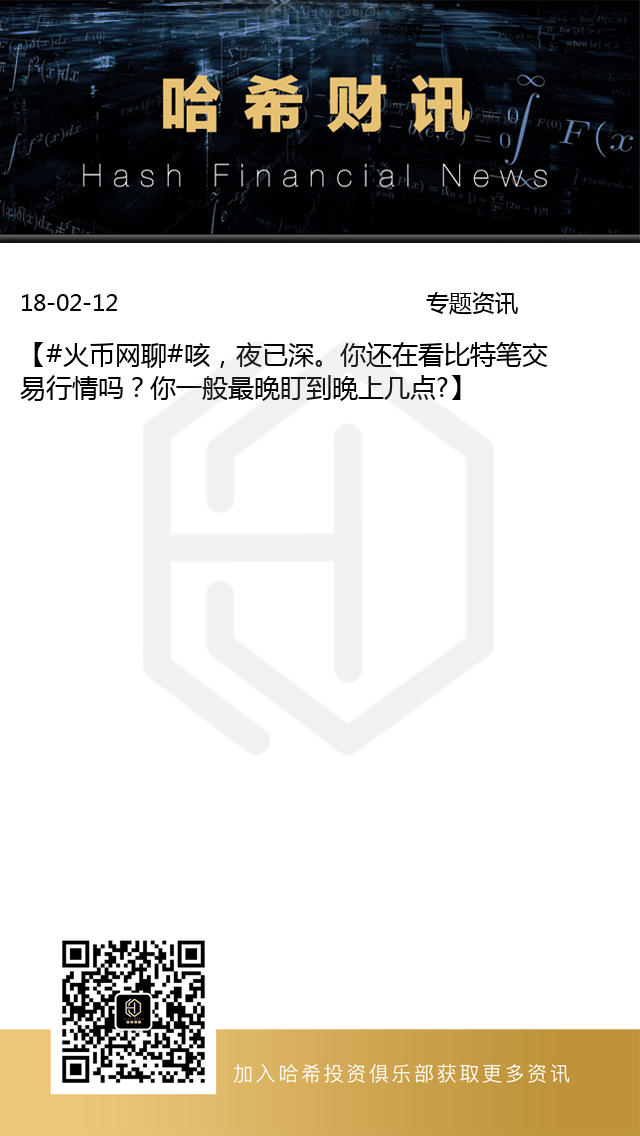 哈希财讯
Hash Financial News
18-02-12
专题资讯
【#火币网聊#咳，夜已深。你还在看比特笔交
易行情吗？你一般最晚盯到晚上几点?】
加入哈希投资俱乐部获取更多资讯